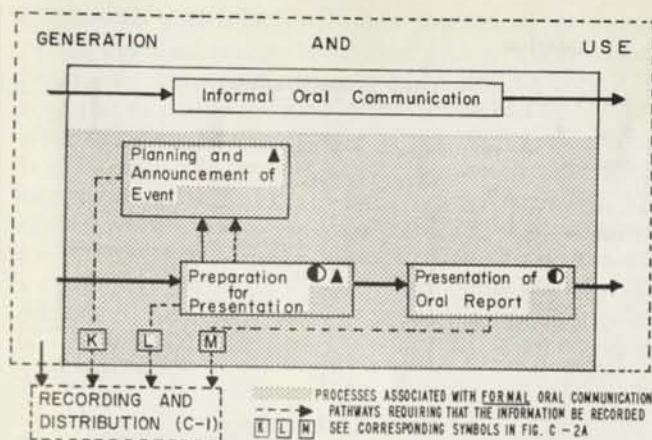 GENERATION AND USE
Informal Oral Communication
Planning and
Announcement of
Event
Preparation
for
Presentation
Presentation of
Oral Report
K L M
RECORDING AND
DISTRIBUTION (C-1)
PROCESSES ASSOCIATED WITH FORMAL ORAL COMMUNICATION
PATHWAYS REQUIRING THAT THE INFORMATION BE RECORDED
K L M SEE CORRESPONDING SYMBOLS IN FIG. C-2A